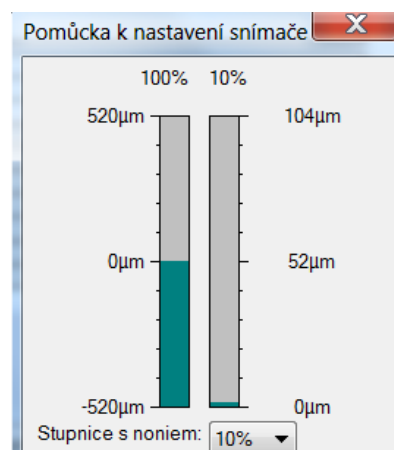 Pomůcka k nastavení snímače X
100% 10%
520µm 104µm
0µm 52µm
-520µm 0µm
Stupnice s noniem: 10%